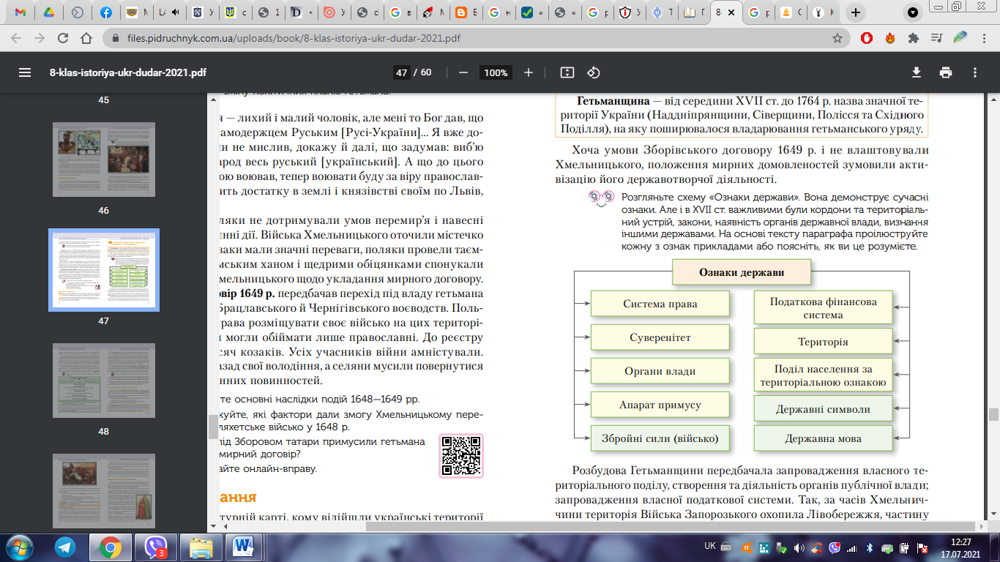 files.pidruchnyk.com.ua/uploads/book/8-klas-istoriya-ukr-dudar-2021.pdf
8-klas-istoriya-ukr-dudar-2021.pdf
47 / 60
100%
45
46
47
48
я — лихий і малий чоловік, але мені то Бог дав, що
самодержцем Руським [Русі-України]... Я вже до-
ли не мислив, докажу й далі, що задумав: виб’ю
народ весь руський [український]. А що до цього
ою воював, тепер воювати буду за віру православ-
ить достатку в землі і князівстві своїм по Львів,
оляки не дотримували умов перемир’я і навесні
єнні дії. Війська Хмельницького оточили містечко
заки мали значні переваги, поляки провели таєм-
мським ханом і щедрими обіцянками спонукали
мельницького щодо укладання мирного договору.
овір 1649 р. передбачав перехід під владу гетьмана
Брацлавського й Чернігівського воєводств. Поль-
права розміщувати своє військо на цих територі-
и могли обіймати лише православні. До реєстру
сяч козаків. Усіх учасників війни амністували.
азад свої володіння, а селяни мусили повернутися
нних повинностей.
те основні наслідки подій 1648—1649 рр.
куйте, які фактори дали змогу Хмельницькому пере-
ляхетське військо у 1648 р.
під Зборовом татари примусили гетьмана
мирний договір?
айте онлайн-вправу.
ання
турній карті, кому відійшли українські території
Гетьманщина — від середини XVII ст. до 1764 р. назва значної те-
риторії України (Наддніпрянщини, Сіверщини, Полісся та Східного
Поділля), на яку поширювалося владарювання гетьманського уряду.
Хоча умови Зборівського договору 1649 р. і не влаштовували
Хмельницького, положення мирних домовленостей зумовили акти-
візацію його державотворчої діяльності.
Розгляньте схему «Ознаки держави». Вона демонструє сучасні
ознаки. Але і в XVII ст. важливими були кордони та територіаль-
ний устрій, закони, наявність органів державної влади, визнання
іншими державами. На основі тексту параграфа проілюструйте
кожну з ознак прикладами або поясніть, як ви це розумієте.
Ознаки держави
Система права
Суверенітет
Органи влади
Апарат примусу
Збройні сили (військо)
Податкова фінансова
система
Територія
Поділ населення за
територіальною ознакою
Державні символи
Державна мова
Розбудова Гетьманщини передбачала запровадження власного те-
риторіального поділу, створення та діяльність органів публічної влади;
запровадження власної податкової системи. Так, за часів Хмельнич-
чини територія Війська Запорозького охопила Лівобережжя, частину
3
UK
12:27
17.07.2021